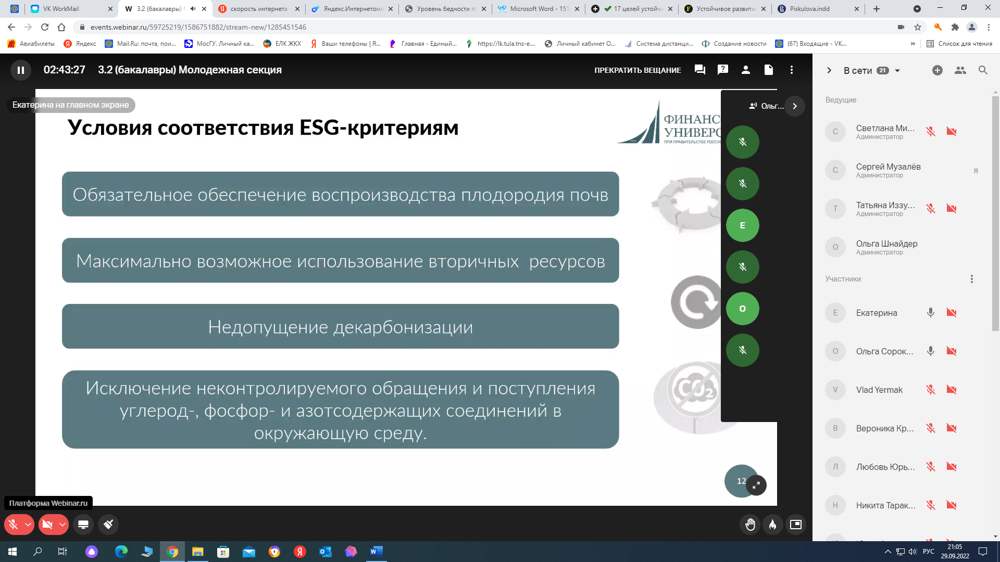 VK WorkMail
3.2 (бакалавры)
скорость интернета
Яндекс.Интернетоме
Уровень бедности по
Microsoft Word - 151
17 целей устойчи
Устойчивое развитие
Piskulova.indd
events.webinar.ru/59725219/1586751882/stream-new/1285451546
Авиабилеты
Яндекс
Mail.Ru: почта, пои...
МосГУ. Личный ка...
ЕЛК ЖКХ
Ваши телефоны | Я...
Главная - Единый...
https://lk.tula.tns-e....
Личный кабинет О...
Система дистанци...
Создание новости
(67) Входящие - VK...
»
Список для чтения
02:43:27
3.2 (бакалавры) Молодежная секция
ПРЕКРАТИТЬ ВЕЩАНИЕ
Екатерина на главном экране
Условия соответствия ESG-критериям
ФИНАНС
УНИВЕРС
ПРИ ПРАВИТЕЛЬСТВЕ РОССИ
Обязательное обеспечение воспроизводства плодородия почв
Максимально возможное использование вторичных ресурсов
Недопущение декарбонизации
Исключение неконтролируемого обращения и поступления
углерод-, фосфор- и азотсодержащих соединений в
окружающую среду.
CO2
12
Ольг...
E
O
Платформа Webinar.ru
В сети 21
Ведущие
С
Светлана Ми...
Администратор
С
Сергей Музалёв
Администратор
я
Т
Татьяна Иззу...
Администратор
О
Ольга Шнайдер
Администратор
Участники
Е
Екатерина
О
Ольга Сорок...
V
Vlad Yermak
В
Вероника Кр...
Л
Любовь Юрь...
Н
Никита Тарак...
РУС
21:05
29.09.2022